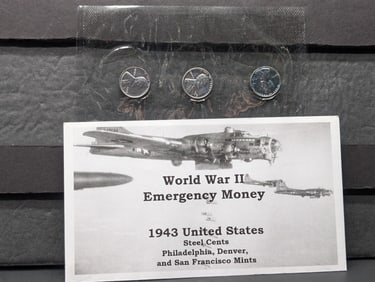 World War II
Emergency Money
1943 United States
Steel Cents
Philadelphia, Denver,
and San Francisco Mints